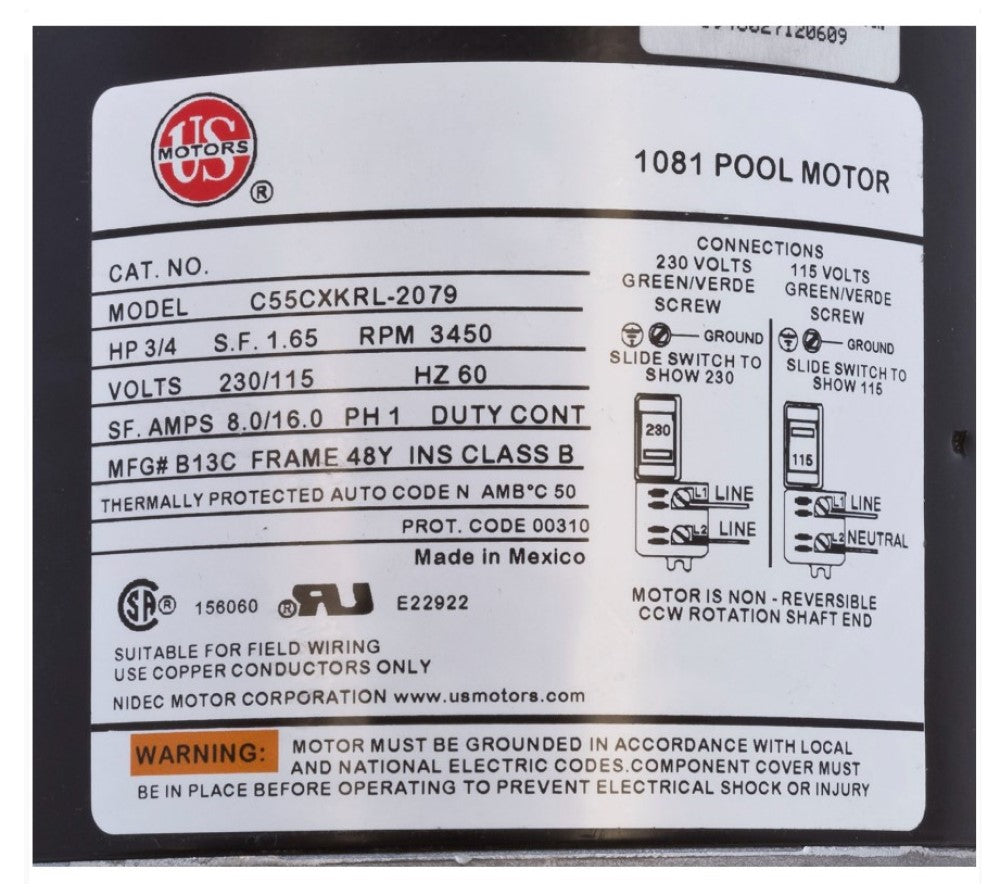 US
MOTORS
®
1081 POOL MOTOR
CAT. NO.
MODEL C55CXKRL-2079
HP 3/4 S.F. 1.65 RPM 3450
VOLTS 230/115 HZ 60
SF. AMPS 8.0/16.0 PH 1 DUTY CONT
MFG# B13C FRAME 48Y INS CLASS B
THERMALLY PROTECTED AUTO CODE N AMB°C 50
PROT. CODE 00310
Made in Mexico
CONNECTIONS
230 VOLTS
GREEN/VERDE
SCREW
GROUND
SLIDE SWITCH TO
SHOW 230
230
L1 LINE
L2 LINE
115 VOLTS
GREEN/VERDE
SCREW
GROUND
SLIDE SWITCH TO
SHOW 115
115
L1 LINE
L2 NEUTRAL
MOTOR IS NON - REVERSIBLE
CCW ROTATION SHAFT END
SA ® 156060 ® RU E22922
SUITABLE FOR FIELD WIRING
USE COPPER CONDUCTORS ONLY
NIDEC MOTOR CORPORATION www.usmotors.com
WARNING: MOTOR MUST BE GROUNDED IN ACCORDANCE WITH LOCAL
AND NATIONAL ELECTRIC CODES.COMPONENT COVER MUST
BE IN PLACE BEFORE OPERATING TO PREVENT ELECTRICAL SHOCK OR INJURY